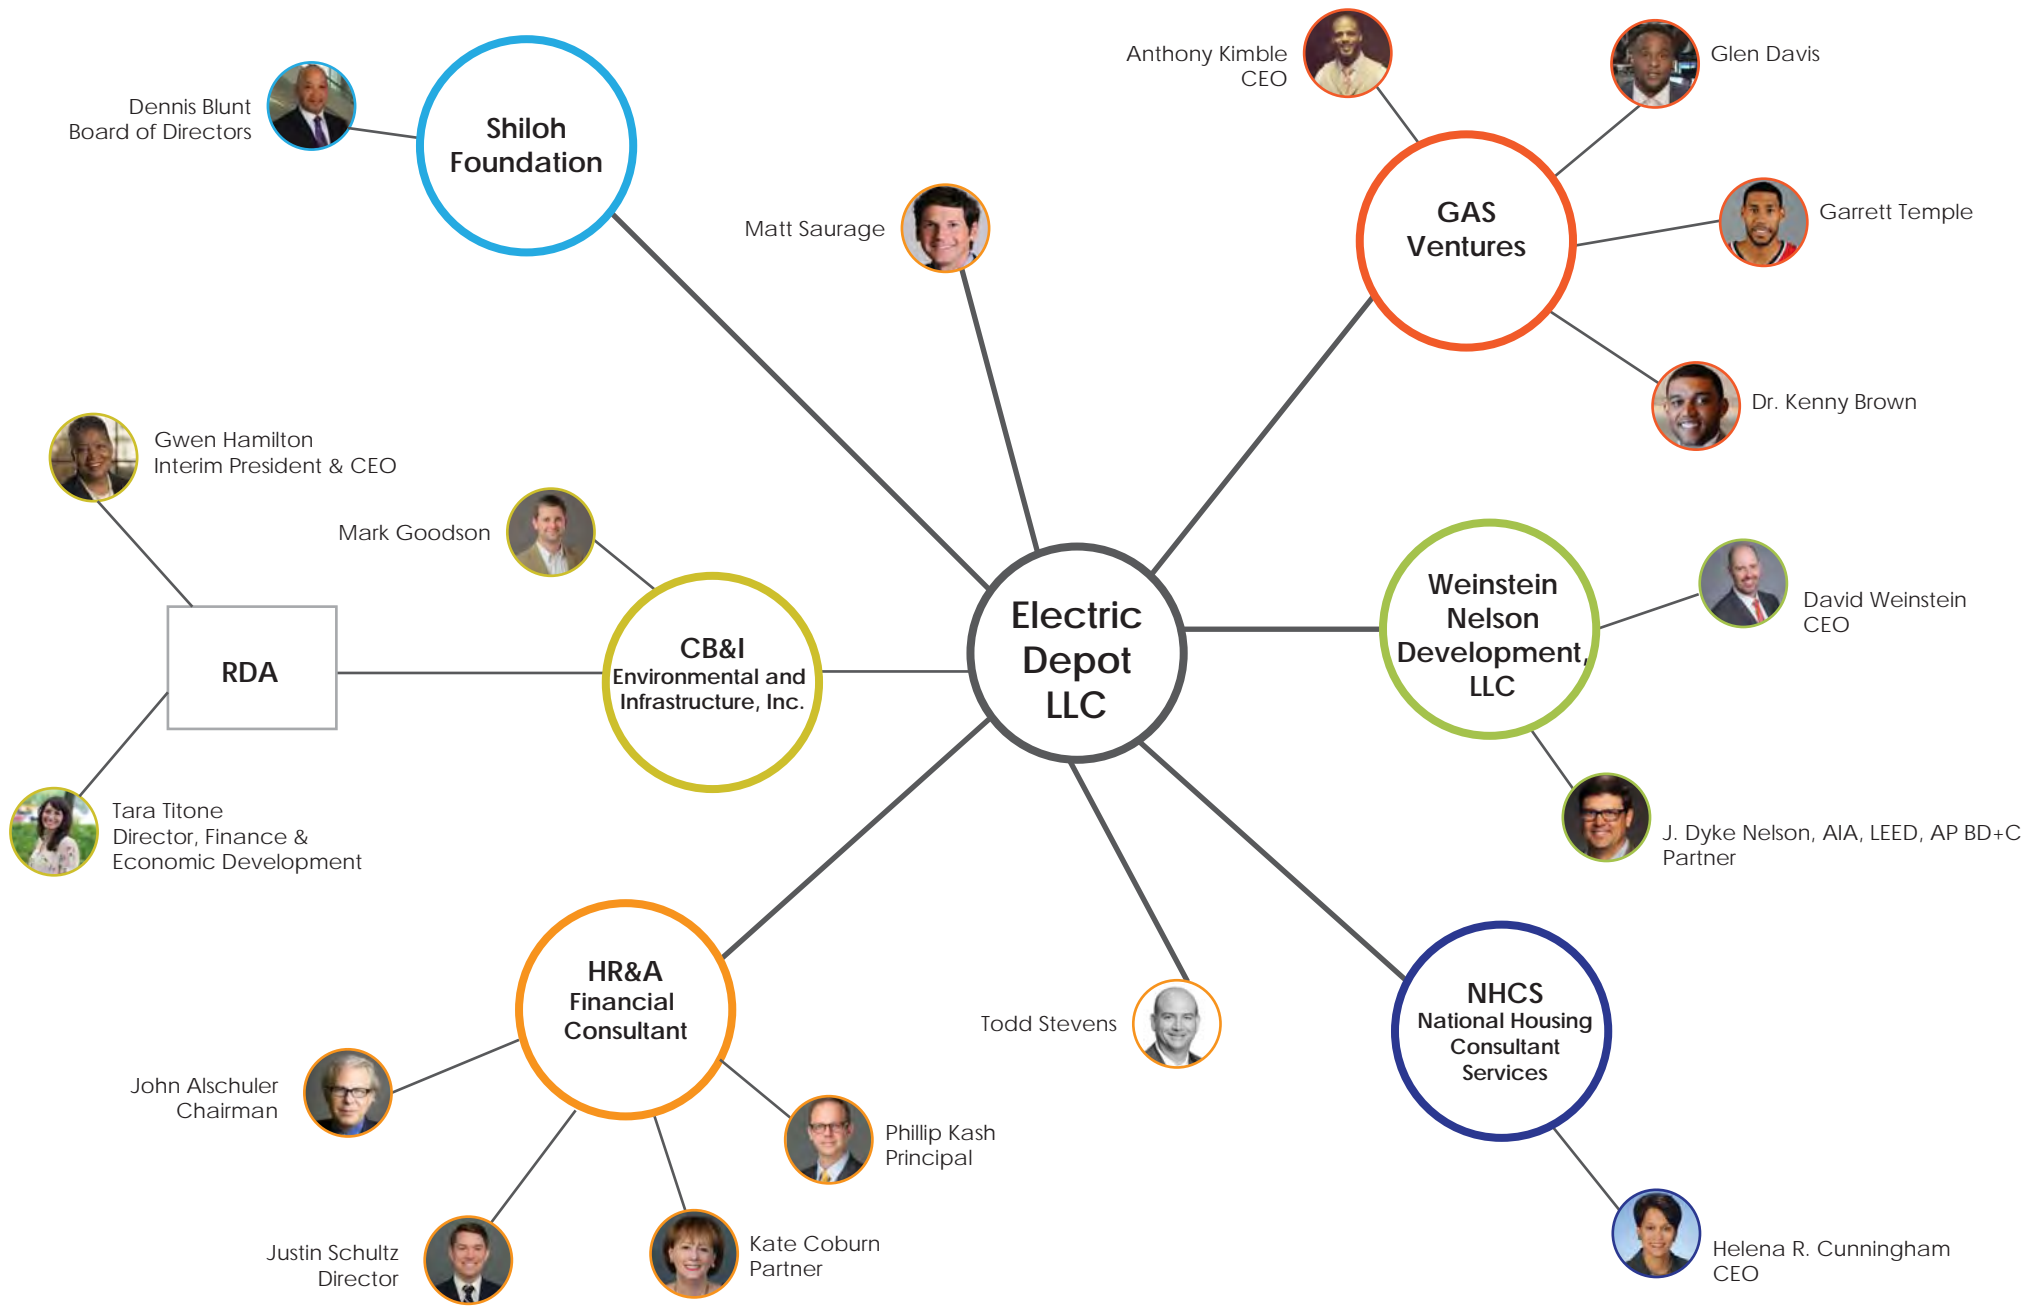 Dennis Blunt
Board of Directors
Shiloh
Foundation
Matt Saurage
Anthony Kimble
CEO
Glen Davis
GAS
Ventures
Garrett Temple
Dr. Kenny Brown
Gwen Hamilton
Interim President & CEO
Mark Goodson
RDA
CB&I
Environmental and
Infrastructure, Inc.
Tara Titone
Director, Finance &
Economic Development
Electric
Depot
LLC
Weinstein
Nelson
Development,
LLC
David Weinstein
CEO
J. Dyke Nelson, AIA, LEED, AP BD+C
Partner
HR&A
Financial
Consultant
John Alschuler
Chairman
Justin Schultz
Director
Kate Coburn
Partner
Phillip Kash
Principal
Todd Stevens
NHCS
National Housing
Consultant
Services
Helena R. Cunningham
CEO